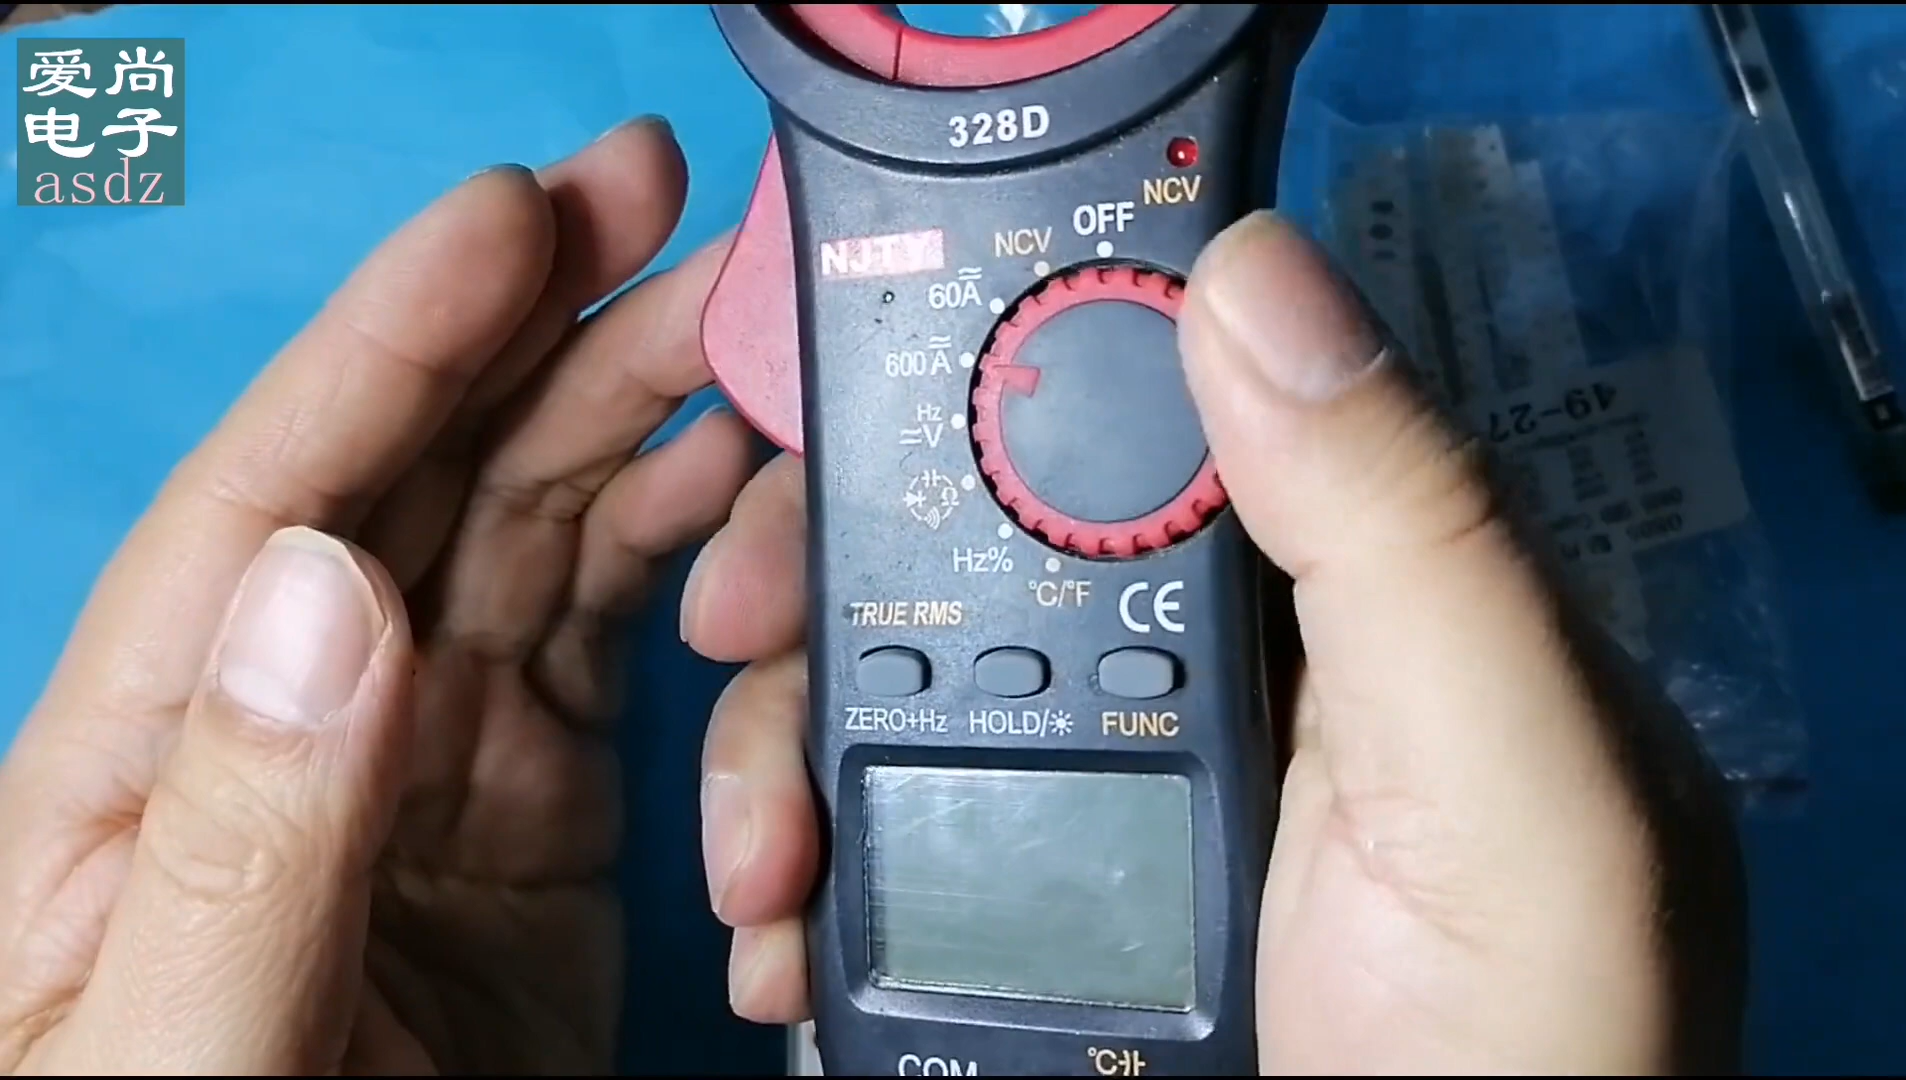 爱尚
电子
asdz
328D
NCV
OFF
NCV
NJTY
60A
600A
Hz
V
Ω
Hz%
°C/°F
TRUE RMS
CE
ZERO+Hz HOLD/☀ FUNC
COM
°C
49-27